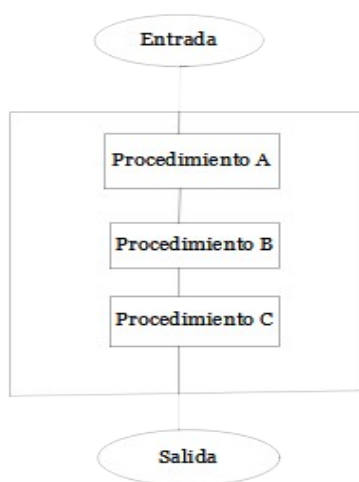 Entrada
Procedimiento A
Procedimiento B
Procedimiento C
Salida